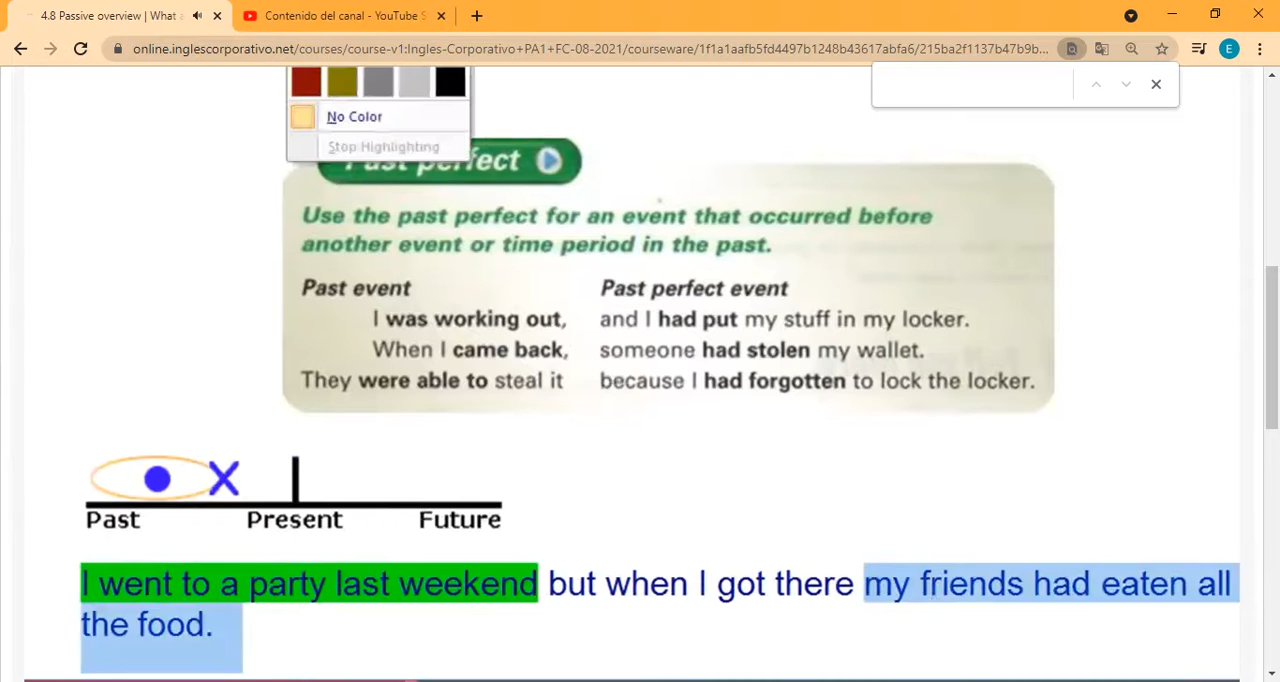 4.8 Passive overview | What a
Contenido del canal - YouTube S
online.inglescorporativo.net/courses/course-v1:Ingles-Corporativo+PA1+FC-08-2021/courseware/1f1a1aafb5fd4497b1248b43617abfa6/215ba2f1137b47b9b...
E
No Color
Stop Highlighting
Past perfect
Use the past perfect for an event that occurred before
another event or time period in the past.
Past event Past perfect event
I was working out, and I had put my stuff in my locker.
When I came back, someone had stolen my wallet.
They were able to steal it because I had forgotten to lock the locker.
X
Past Present Future
I went to a party last weekend but when I got there my friends had eaten all
the food.